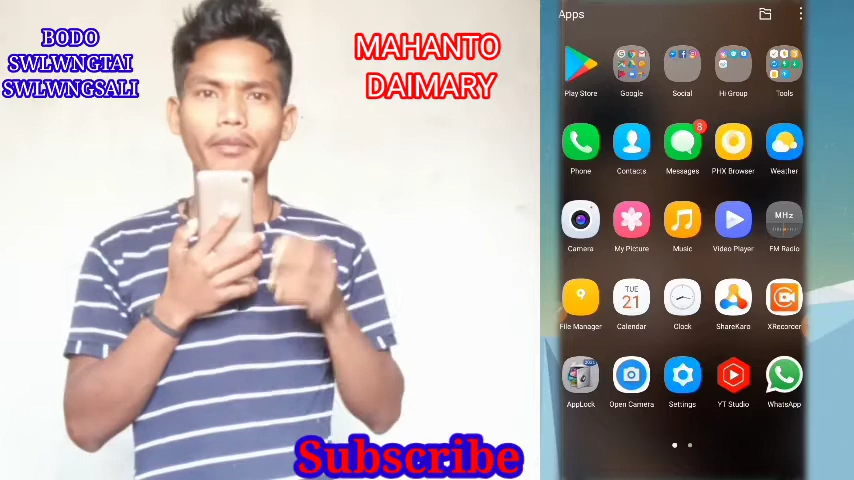 BODO
SWLWNGTAI
SWLWNGSALI
MAHANTO
DAIMARY
Subscribe
Apps
Play Store Google Social Hi Group Tools
8
Phone Contacts Messages PHX Browser Weather
MHz
Camera My Picture Music Video Player FM Radio
TUE
21
File Manager Calendar Clock ShareKaro XRecorder
AppLock Open Camera Settings YT Studio WhatsApp